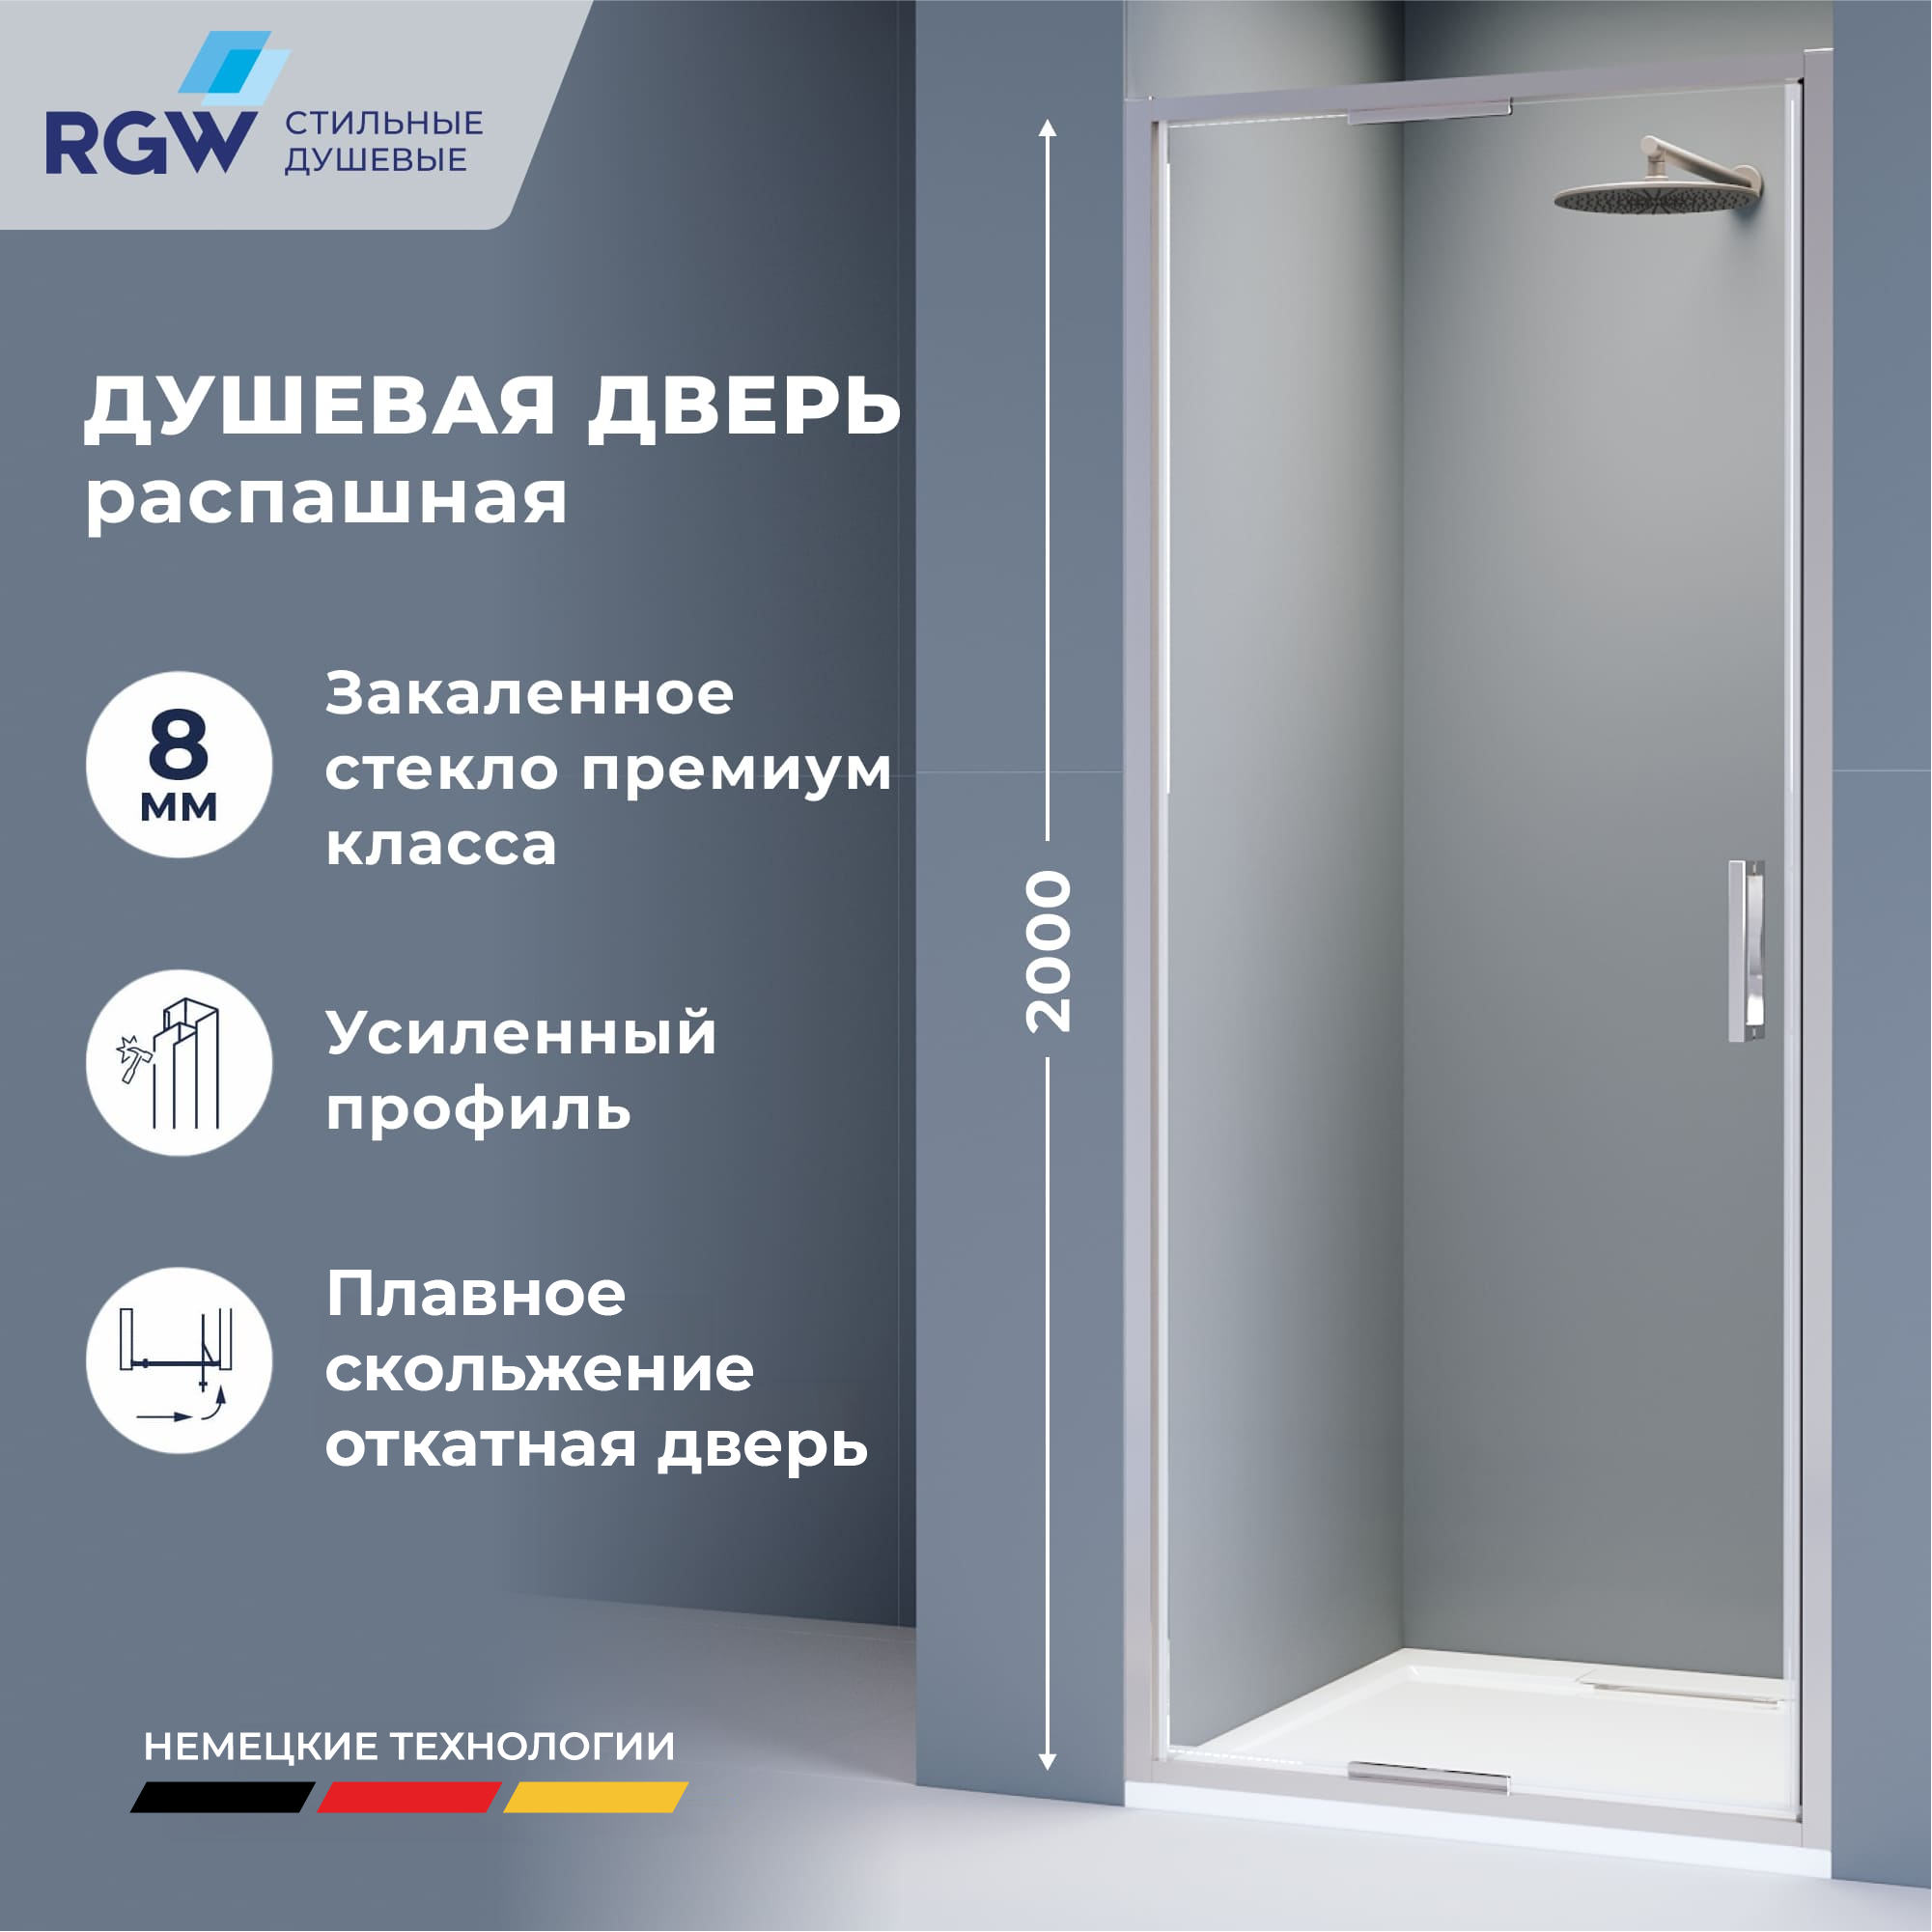 RGW
СТИЛЬНЫЕ
ДУШЕВЫЕ
ДУШЕВАЯ ДВЕРЬ
распашная
8
мм
Закаленное
стекло премиум
класса
Усиленный
профиль
Плавное
скольжение
откатная дверь
2000
НЕМЕЦКИЕ ТЕХНОЛОГИИ